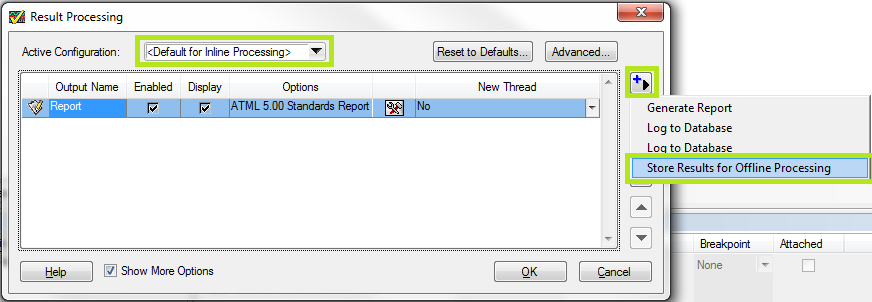 Result Processing
Active Configuration: <Default for Inline Processing> Reset to Defaults... Advanced...
Output Name Enabled Display Options New Thread
Report ATML 5.00 Standards Report No
Generate Report
Log to Database
Log to Database
Store Results for Offline Processing
Breakpoint Attached
None
Help Show More Options OK Cancel